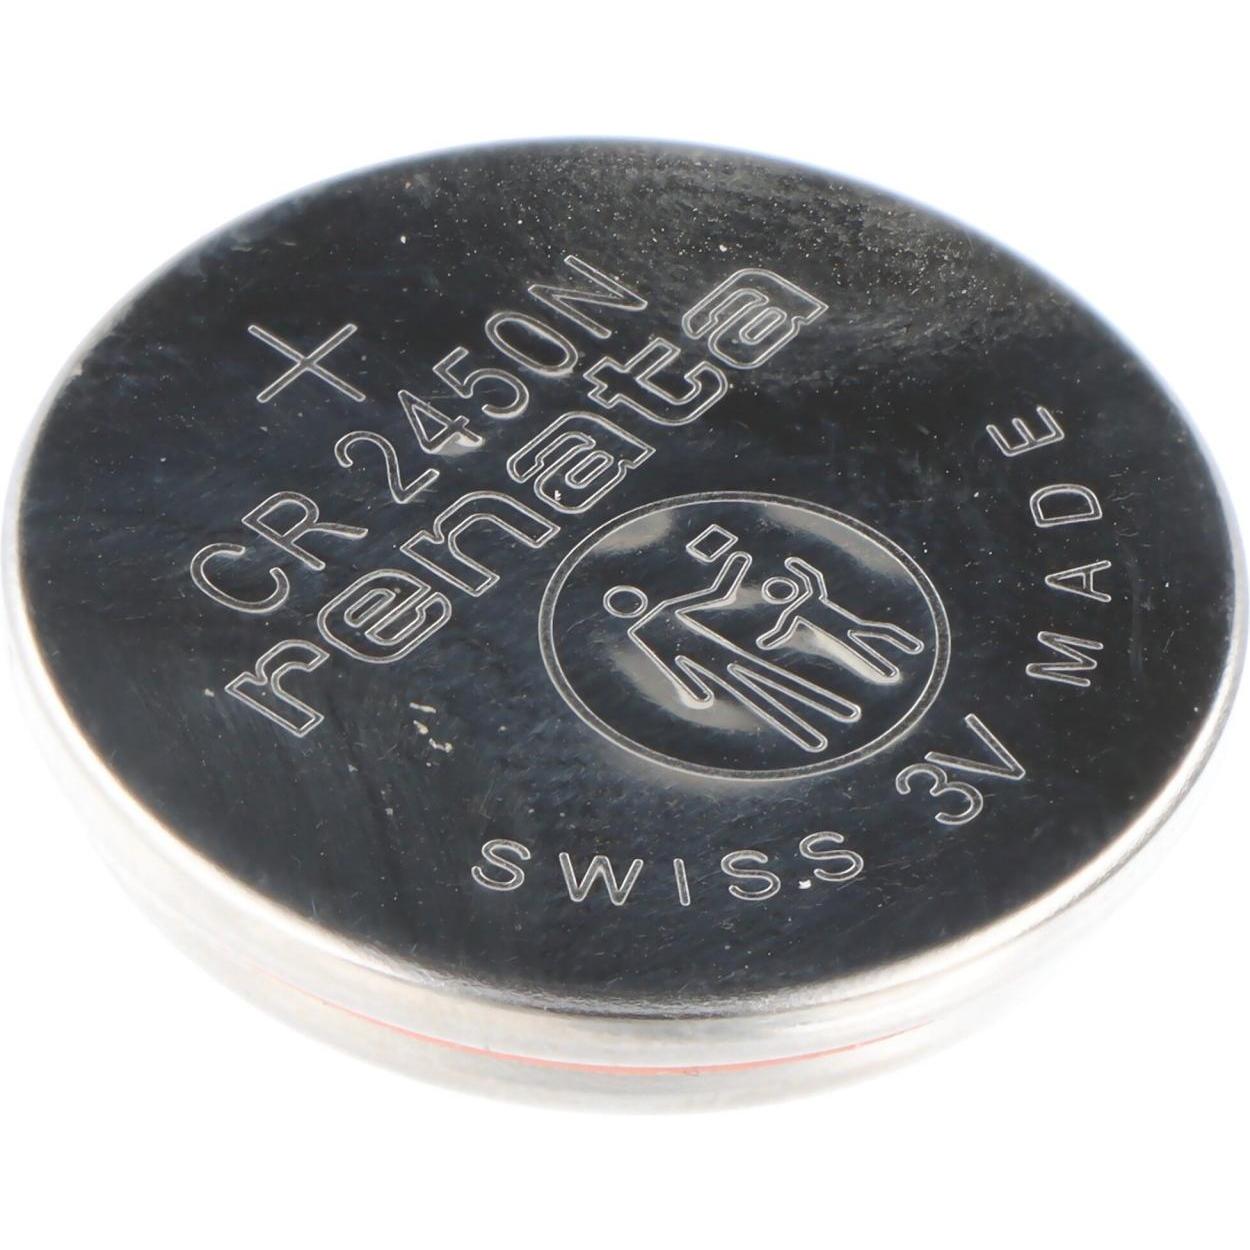 +
CR 2450N
renata
SWISS MADE
3V